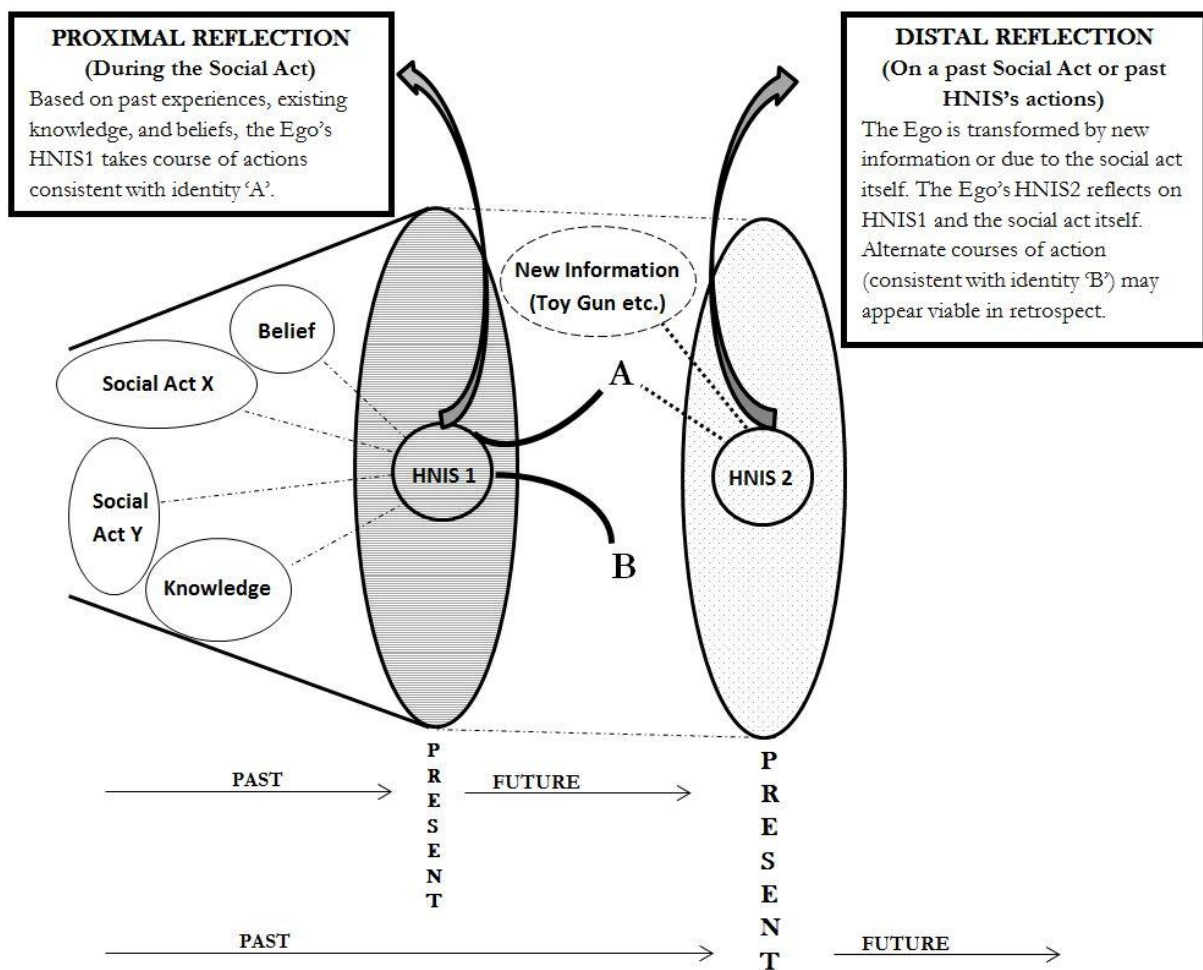 PROXIMAL REFLECTION
(During the Social Act)
Based on past experiences, existing
knowledge, and beliefs, the Ego's
HNIS1 takes course of actions
consistent with identity ‘A’.
DISTAL REFLECTION
(On a past Social Act or past
HNIS’s actions)
The Ego is transformed by new
information or due to the social act
itself. The Ego’s HNIS2 reflects on
HNIS1 and the social act itself.
Alternate courses of action
(consistent with identity ‘B’) may
appear viable in retrospect.
New Information
(Toy Gun etc.)
Belief
Social Act X
A
HNIS 1
HNIS 2
Social
Act Y
B
Knowledge
PRESENT
PRESENT
PAST
FUTURE
PAST
FUTURE